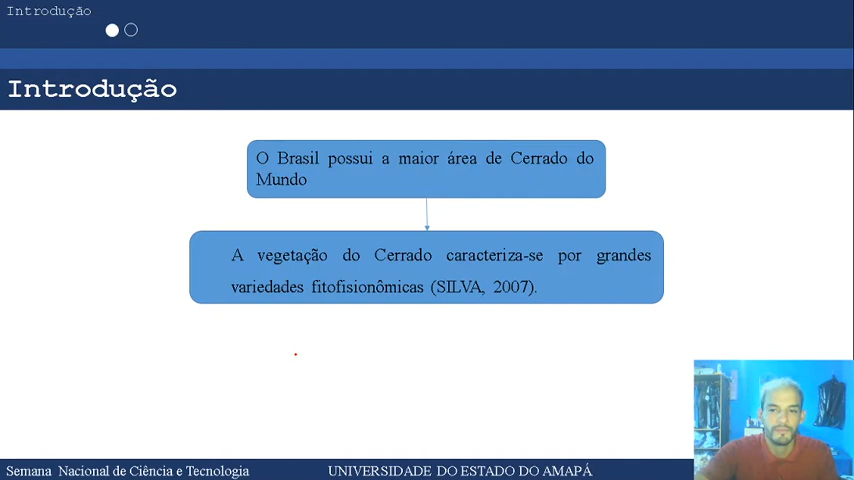 Introdução
Introdução
O Brasil possui a maior área de Cerrado do
Mundo
A vegetação do Cerrado caracteriza-se por grandes
variedades fitofisionômicas (SILVA, 2007).
Semana Nacional de Ciência e Tecnologia
UNIVERSIDADE DO ESTADO DO AMAPÁ